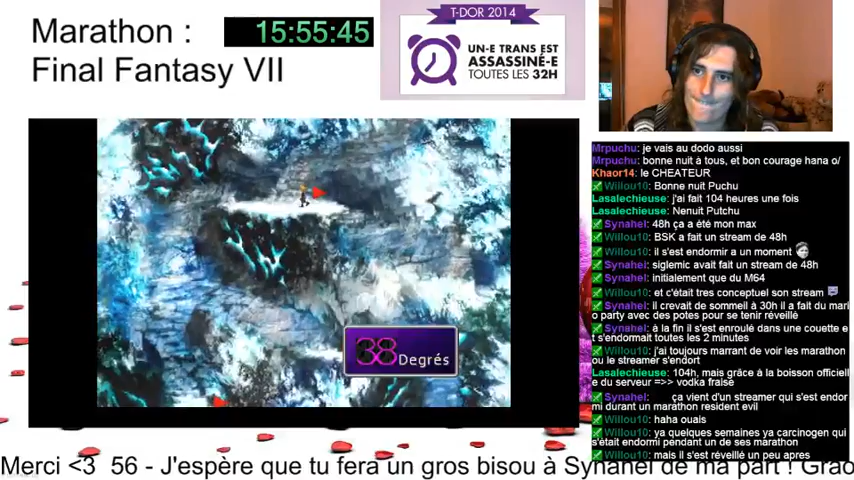 Marathon :
Final Fantasy VII
15:55:45
T-DOR 2014
UN-E TRANS EST
ASSASSINÉ-E
TOUTES LES 32H
38 Degrés
Mrpuchu: je vais au dodo aussi
Mrpuchu: bonne nuit à tous, et bon courage hana o/
Khaor14: le CHEATEUR
Willou10: Bonne nuit Puchu
Lasalechieuse: j'ai fait 104 heures une fois
Lasalechieuse: Nenuit Putchu
Synahel: 48h ça a été mon max
Willou10: BSK a fait un stream de 48h
Willou10: il s'est endormir a un moment
Synahel: siglemic avait fait un stream de 48h
Synahel: initialement que du M64
Willou10: et c'était tres conceptuel son stream
Synahel: il crevait de sommeil à 30h il a fait du mari
o party avec des potes pour se tenir réveillé
Synahel: à la fin il s'est enroulé dans une couette e
t s'endormait toutes les 2 minutes
Willou10: j'ai toujours marrant de voir les marathon
ou le streamer s'endort
Lasalechieuse: 104h, mais grâce à la boisson officiell
e du serveur =>> vodka fraise
Synahel: ça vient d'un streamer qui s'est endor
mi durant un marathon resident evil
Willou10: haha ouais
Willou10: ya quelques semaines ya carcinogen qui
s'était endormi pendant un de ses marathon
Willou10: mais il s'est réveillé un peu apres
Merci <3 56 - J'espère que tu fera un gros bisou à Synahel de ma part ! Grao